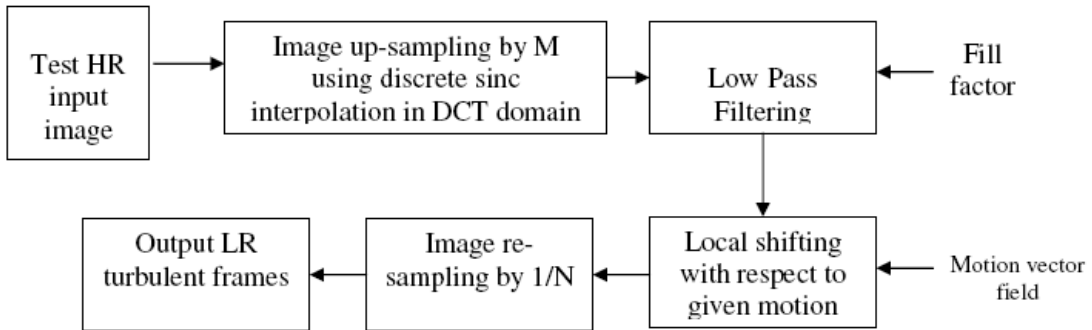 Test HR
input
image
Image up-sampling by M
using discrete sinc
interpolation in DCT domain
Low Pass
Filtering
Fill
factor
Output LR
turbulent frames
Image re-
sampling by 1/N
Local shifting
with respect to
given motion
Motion vector
field